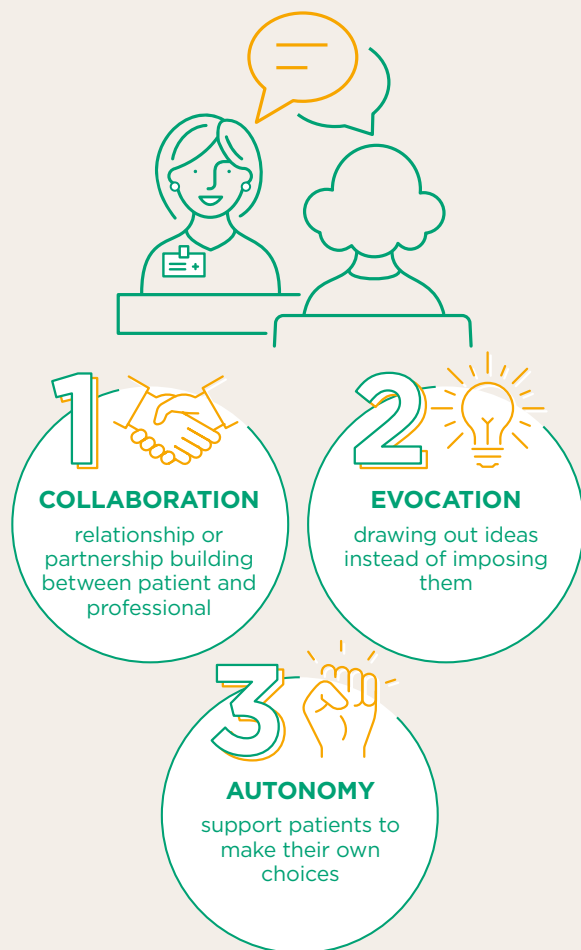 1
COLLABORATION
relationship or
partnership building
between patient and
professional
2
EVOCATION
drawing out ideas
instead of imposing
them
3
AUTONOMY
support patients to
make their own
choices